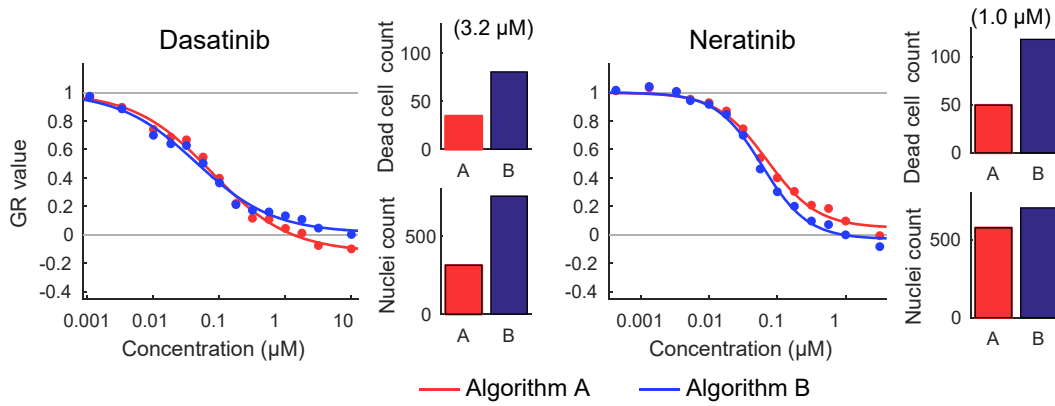 Dasatinib
GR value
1
0.8
0.6
0.4
0.2
0
-0.2
-0.4
0.001
0.01
0.1
1
10
Concentration (µM)
(3.2 µM)
Dead cell count
100
50
0
A
B
Nuclei count
500
0
A
B
Neratinib
1
0.8
0.6
0.4
0.2
0
-0.2
-0.4
0.001
0.01
0.1
1
Concentration (µM)
(1.0 µM)
Dead cell count
100
50
0
A
B
Nuclei count
500
0
A
B
Algorithm A
Algorithm B